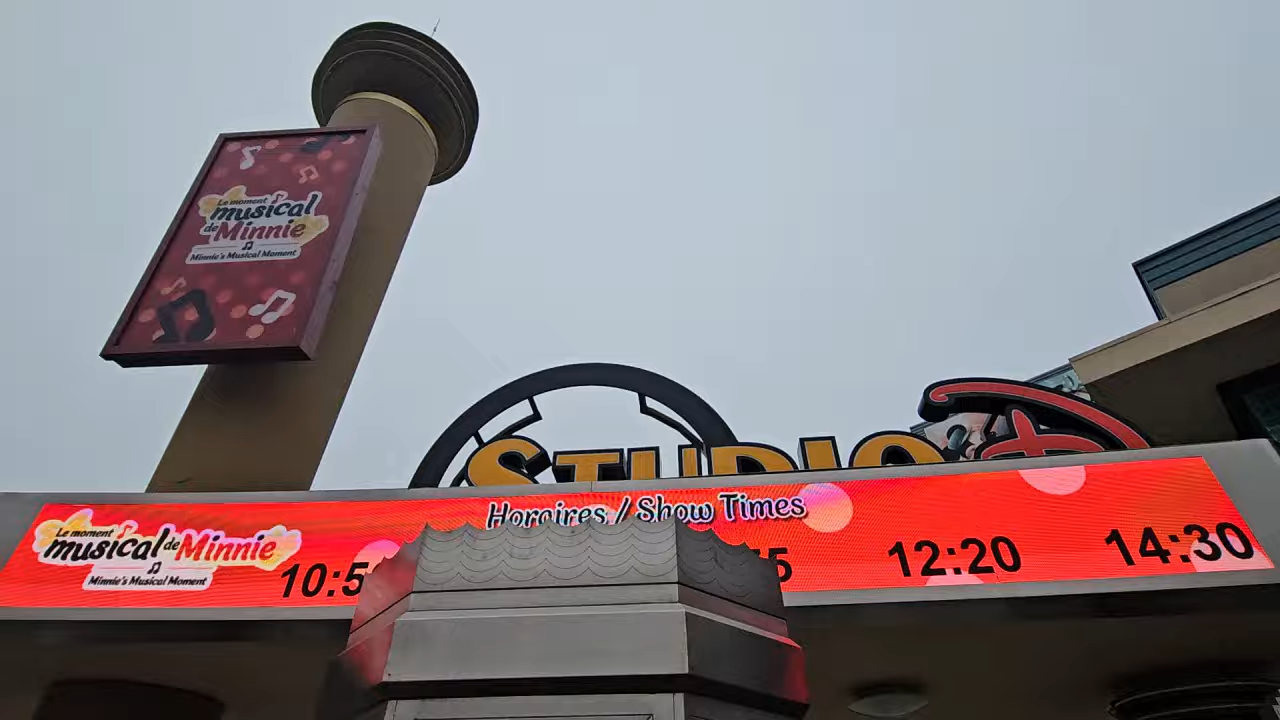 Le moment
musical
de Minnie
Minnie's Musical Moment
STUDIO D
Horaires / Show Times
Le moment
musical de Minnie
Minnie's Musical Moment
12:20
14:30